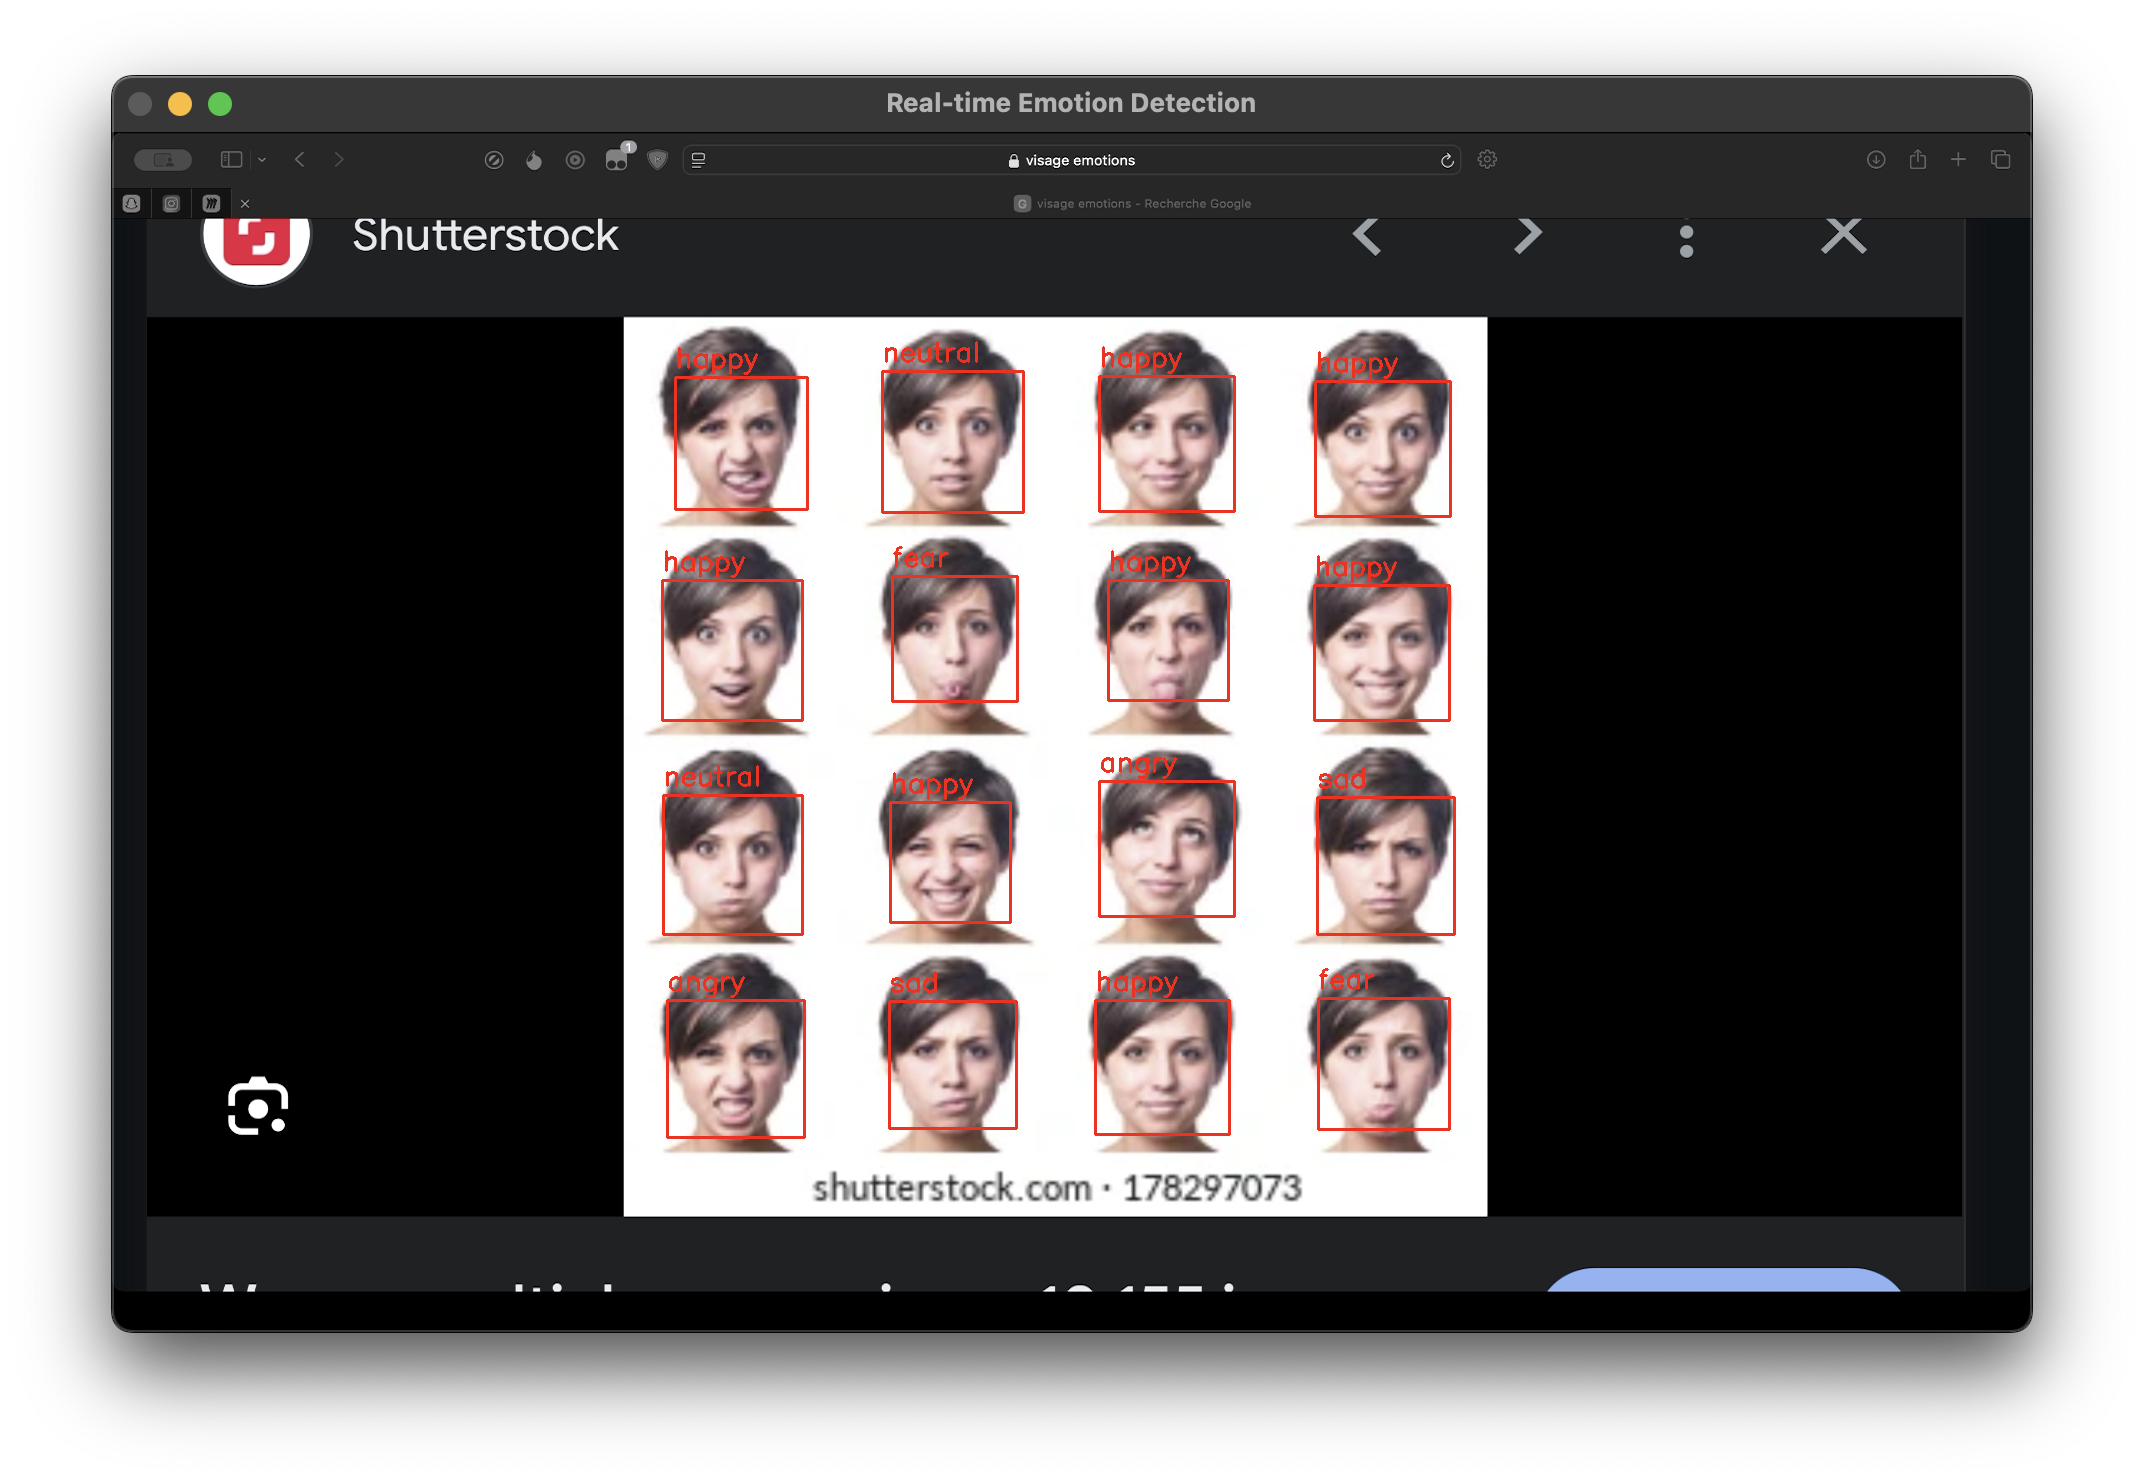 Real-time Emotion Detection
1
visage emotions
visage emotions - Recherche Google
Shutterstock
happy
neutral
happy
happy
happy
fear
happy
happy
neutral
happy
angry
sad
angry
sad
happy
fear
shutterstock.com · 178297073